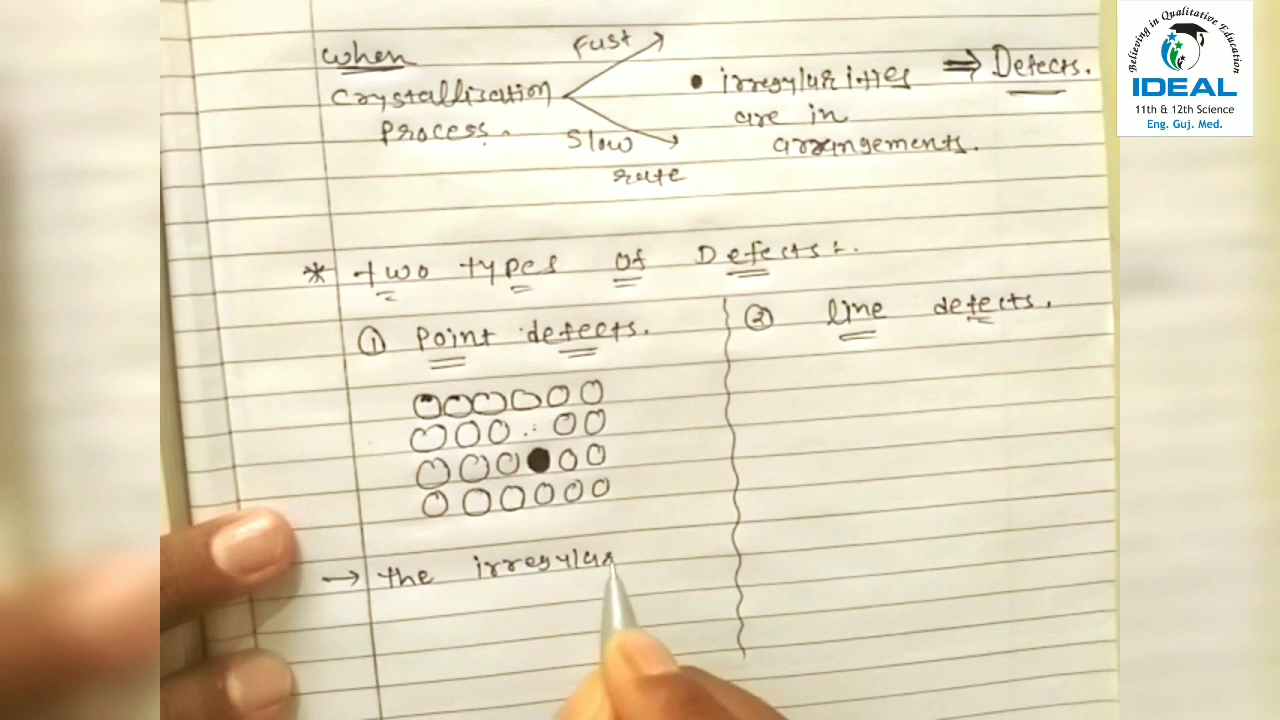 Believing in Qualitative Education
IDEAL
11th & 12th Science
Eng. Guj. Med.
when
crystallization
process.
Fast
Slow
rate
• irregularities
are in
arrangements.
⇒ Defects.
* two types of Defects:.
① Point defects.
② line defects.
→ the irregular